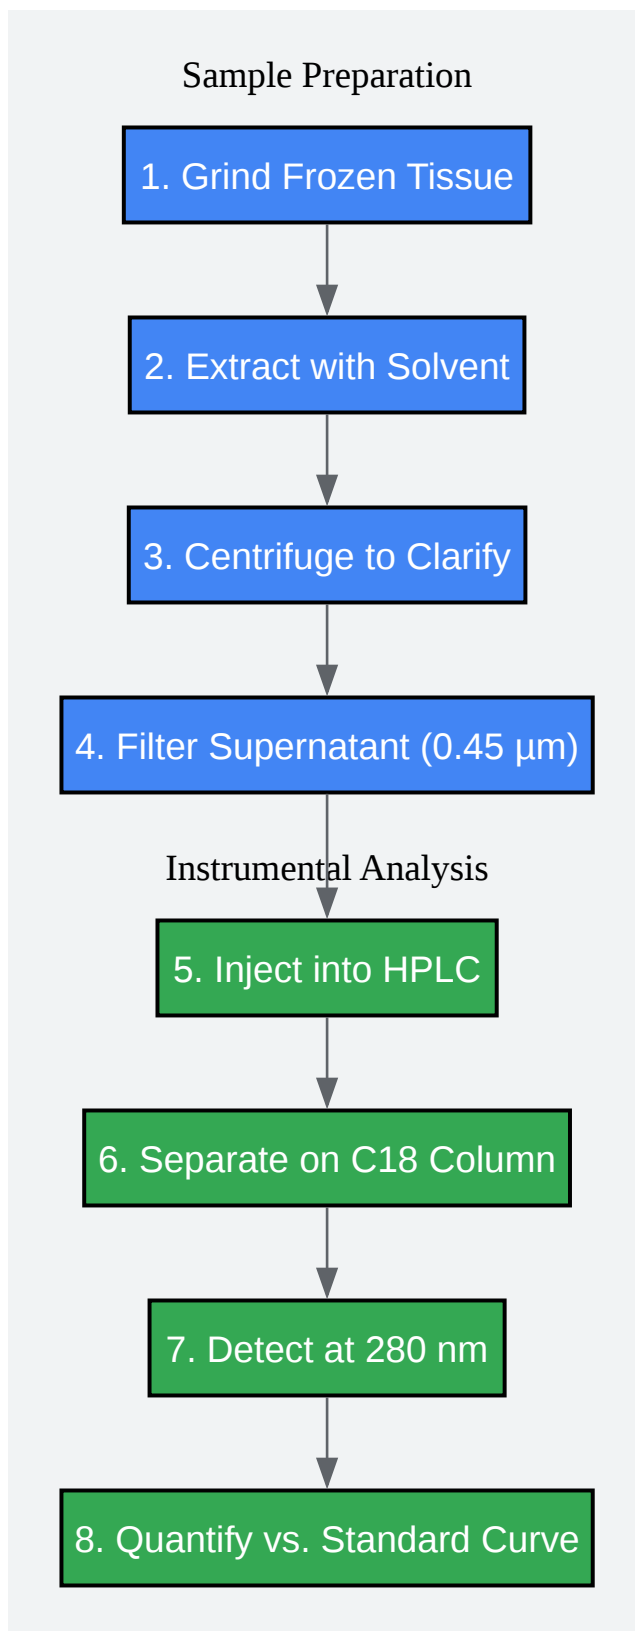 Sample Preparation
1. Grind Frozen Tissue
2. Extract with Solvent
3. Centrifuge to Clarify
4. Filter Supernatant (0.45 µm)
Instrumental Analysis
5. Inject into HPLC
6. Separate on C18 Column
7. Detect at 280 nm
8. Quantify vs. Standard Curve